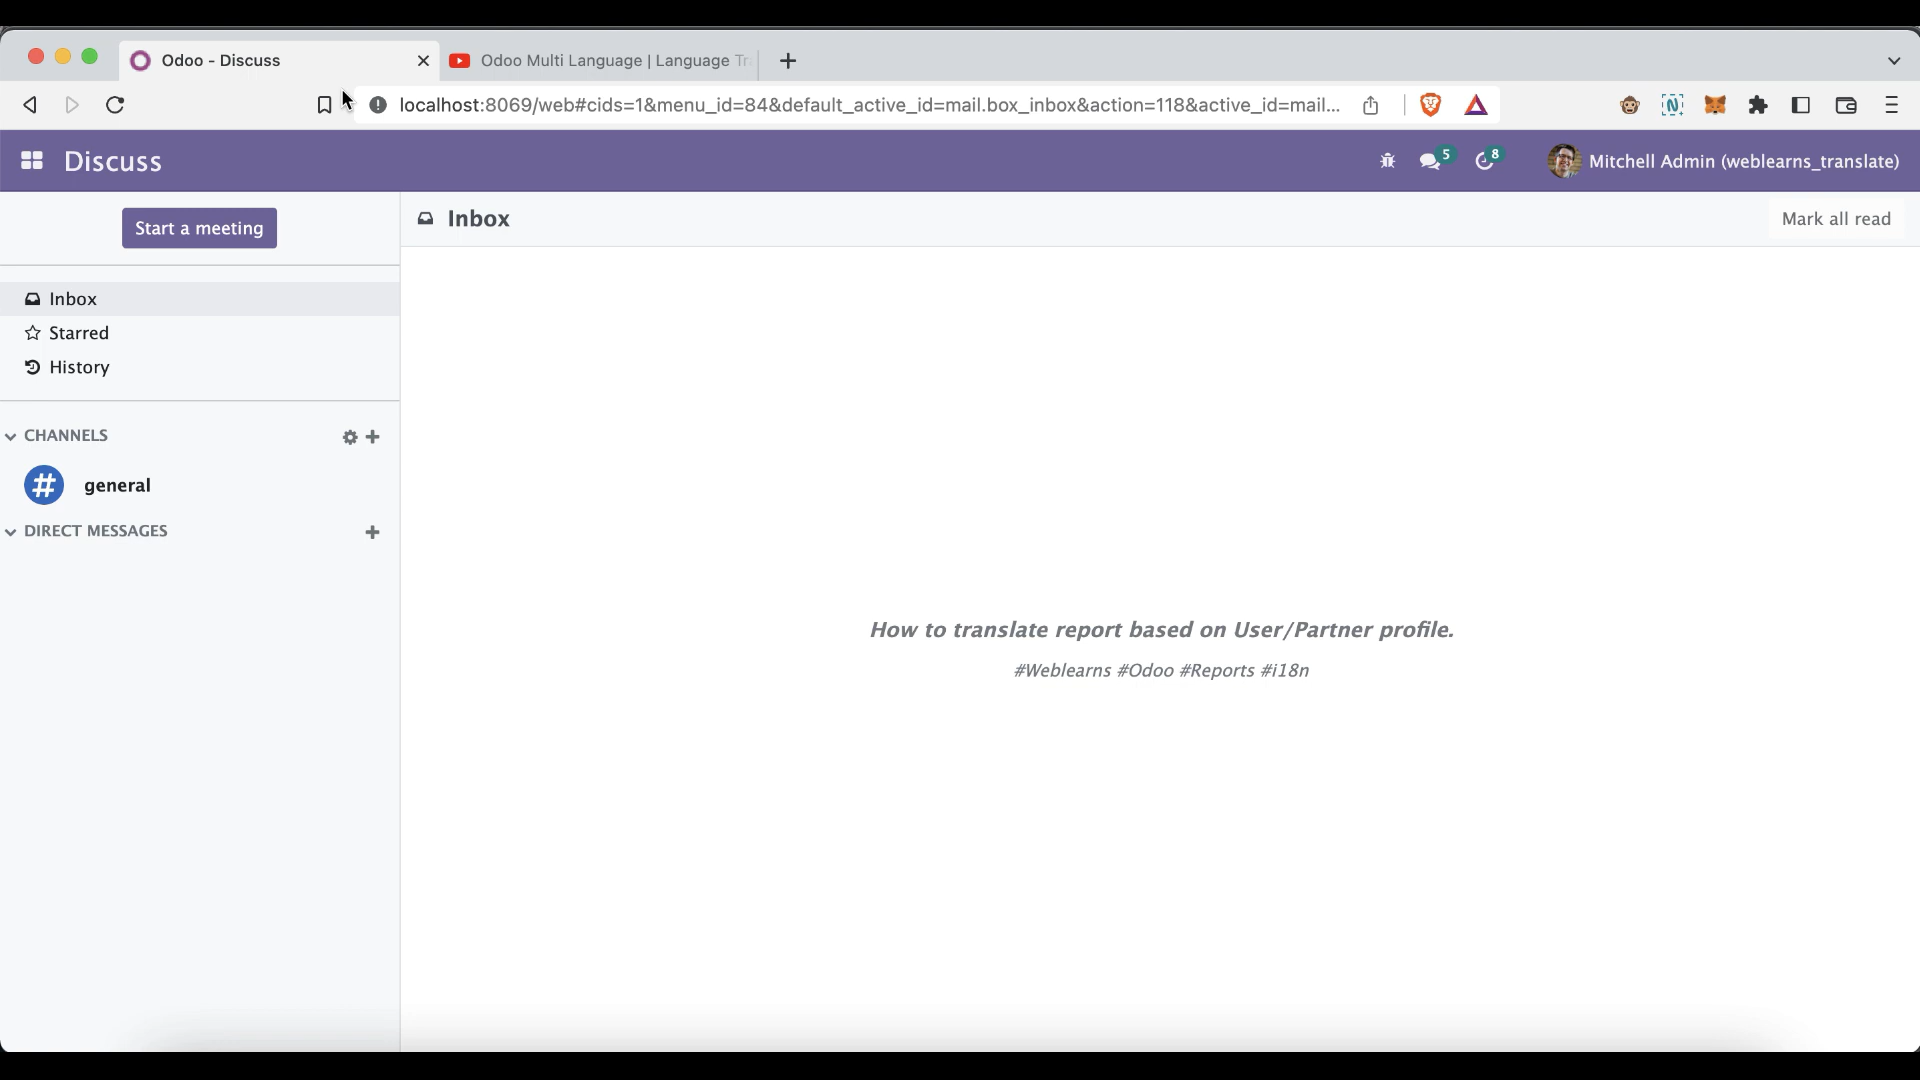 Odoo - Discuss
Odoo Multi Language | Language Tr
localhost:8069/web#cids=1&menu_id=84&default_active_id=mail.box_inbox&action=118&active_id=mail...
Discuss
5
8
Mitchell Admin (weblearns_translate)
Start a meeting
Inbox
Mark all read
Inbox
Starred
History
CHANNELS
# general
DIRECT MESSAGES
How to translate report based on User/Partner profile.
#Weblearns #Odoo #Reports #i18n